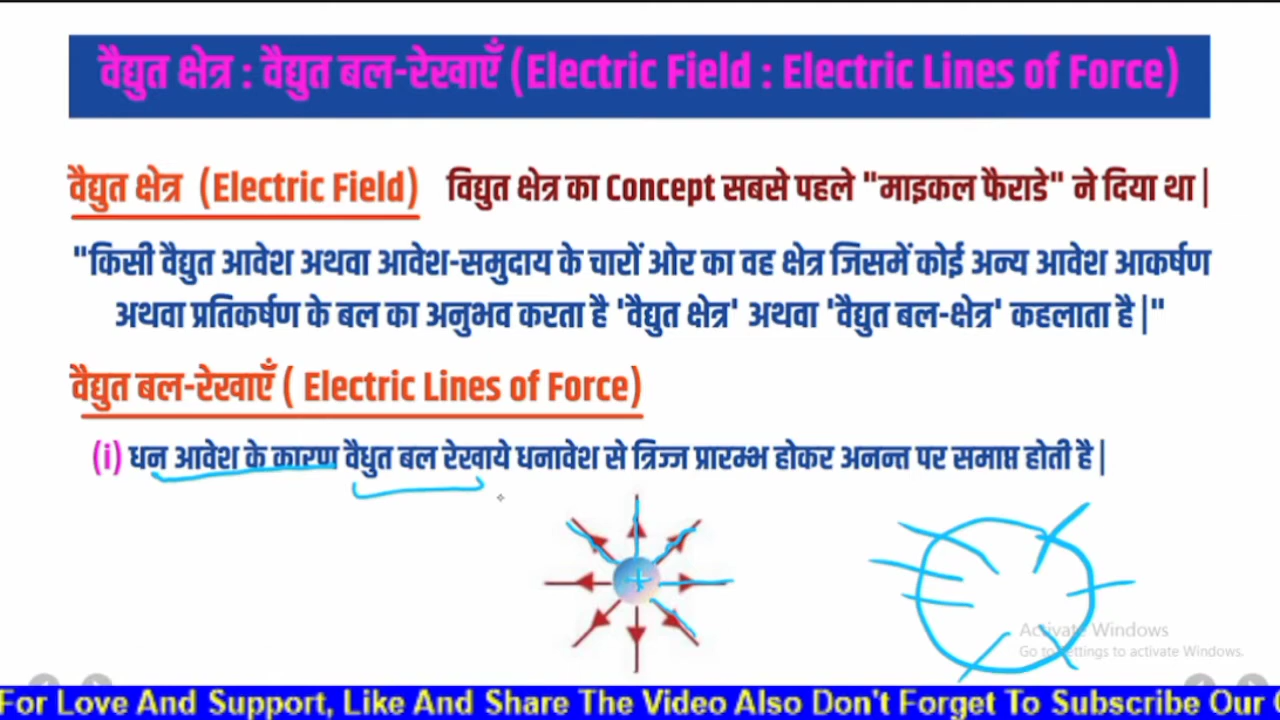 वैद्युत क्षेत्र : वैद्युत बल-रेखाएँ (Electric Field : Electric Lines of Force)
वैद्युत क्षेत्र (Electric Field) विद्युत क्षेत्र का Concept सबसे पहले "माइकल फैराडे" ने दिया था |
"किसी वैद्युत आवेश अथवा आवेश-समुदाय के चारों ओर का वह क्षेत्र जिसमें कोई अन्य आवेश आकर्षण
अथवा प्रतिकर्षण के बल का अनुभव करता है 'वैद्युत क्षेत्र' अथवा 'वैद्युत बल-क्षेत्र' कहलाता है |"
वैद्युत बल-रेखाएँ ( Electric Lines of Force)
(i) धन आवेश के कारण वैधुत बल रेखाये धनावेश से त्रिज्ज प्रारम्भ होकर अनन्त पर समाप्त होती है |
+
Activate Windows
Go to Settings to activate Windows.
For Love And Support, Like And Share The Video Also Don't Forget To Subscribe Our